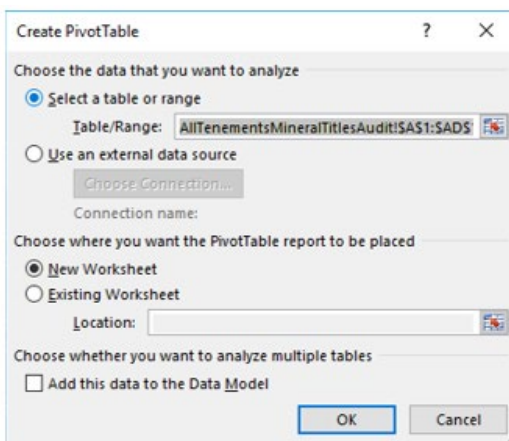 Create PivotTable ? ×
Choose the data that you want to analyze
Select a table or range
Table/Range: AllTenementsMineralTitlesAudit!$A$1:$AD$
Use an external data source
Choose Connection...
Connection name:
Choose where you want the PivotTable report to be placed
New Worksheet
Existing Worksheet
Location:
Choose whether you want to analyze multiple tables
Add this data to the Data Model
OK Cancel